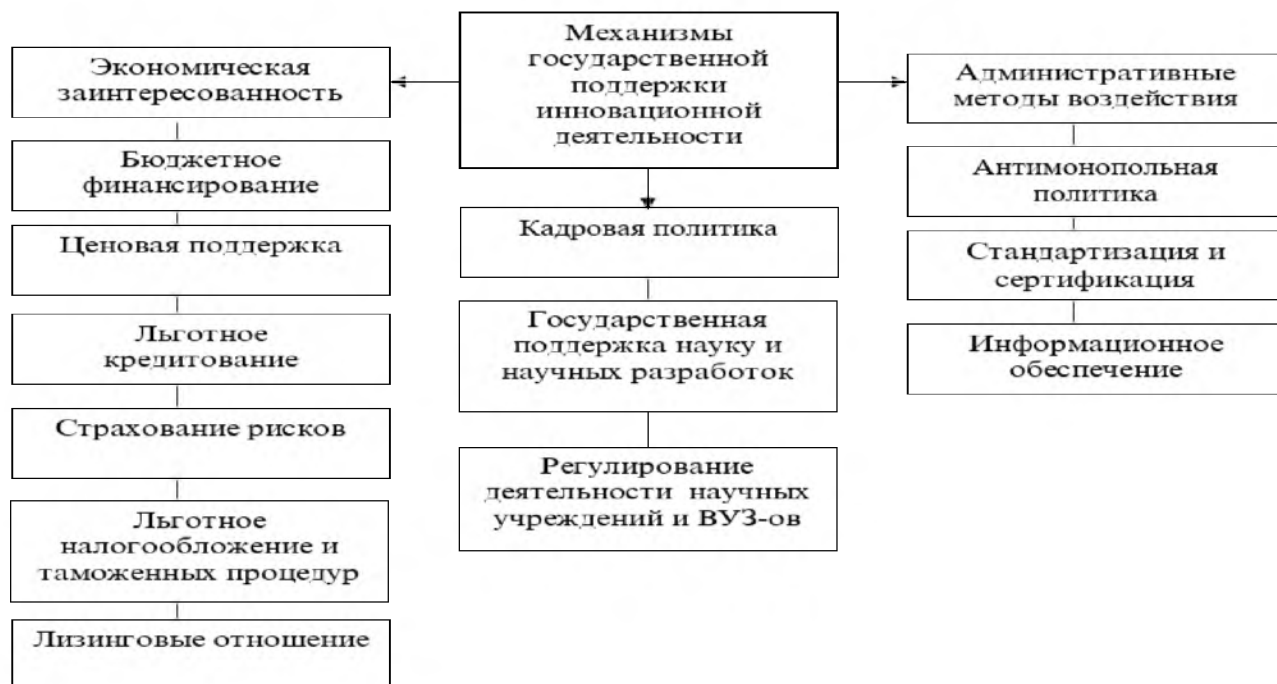 Механизмы
государственной
поддержки
инновационной
деятельности
Экономическая
заинтересованность
Бюджетное
финансирование
Ценовая поддержка
Льготное
кредитование
Страхование рисков
Льготное
налогообложение и
таможенных процедур
Лизинговые отношение
Кадровая политика
Государственная
поддержка науку и
научных разработок
Регулирование
деятельности научных
учреждений и ВУЗ-ов
Административные
методы воздействия
Антимонопольная
политика
Стандартизация и
сертификация
Информационное
обеспечение